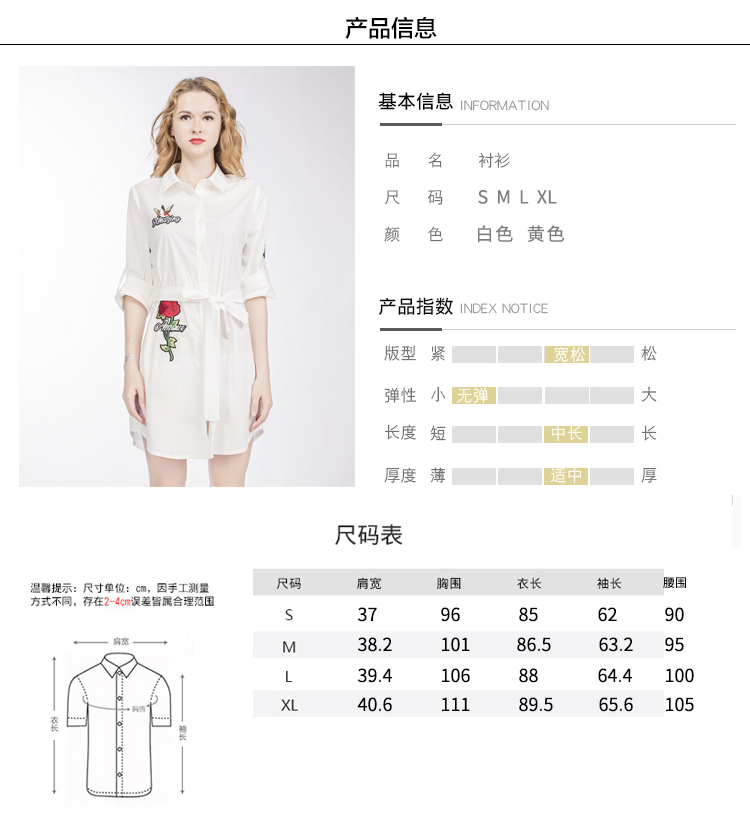 产品信息
基本信息 INFORMATION
品 名 衬衫
尺 码 S M L XL
颜 色 白色 黄色
产品指数 INDEX NOTICE
版型 紧 宽松 松
弹性 小 无弹 大
长度 短 中长 长
厚度 薄 适中 厚
Amazing
尺码表
温馨提示：尺寸单位：cm，因手工测量
方式不同，存在2-4cm误差皆属合理范围
尺码 肩宽 胸围 衣长 袖长 腰围
S 37 96 85 62 90
M 38.2 101 86.5 63.2 95
L 39.4 106 88 64.4 100
XL 40.6 111 89.5 65.6 105
肩宽
胸围
衣长
袖长